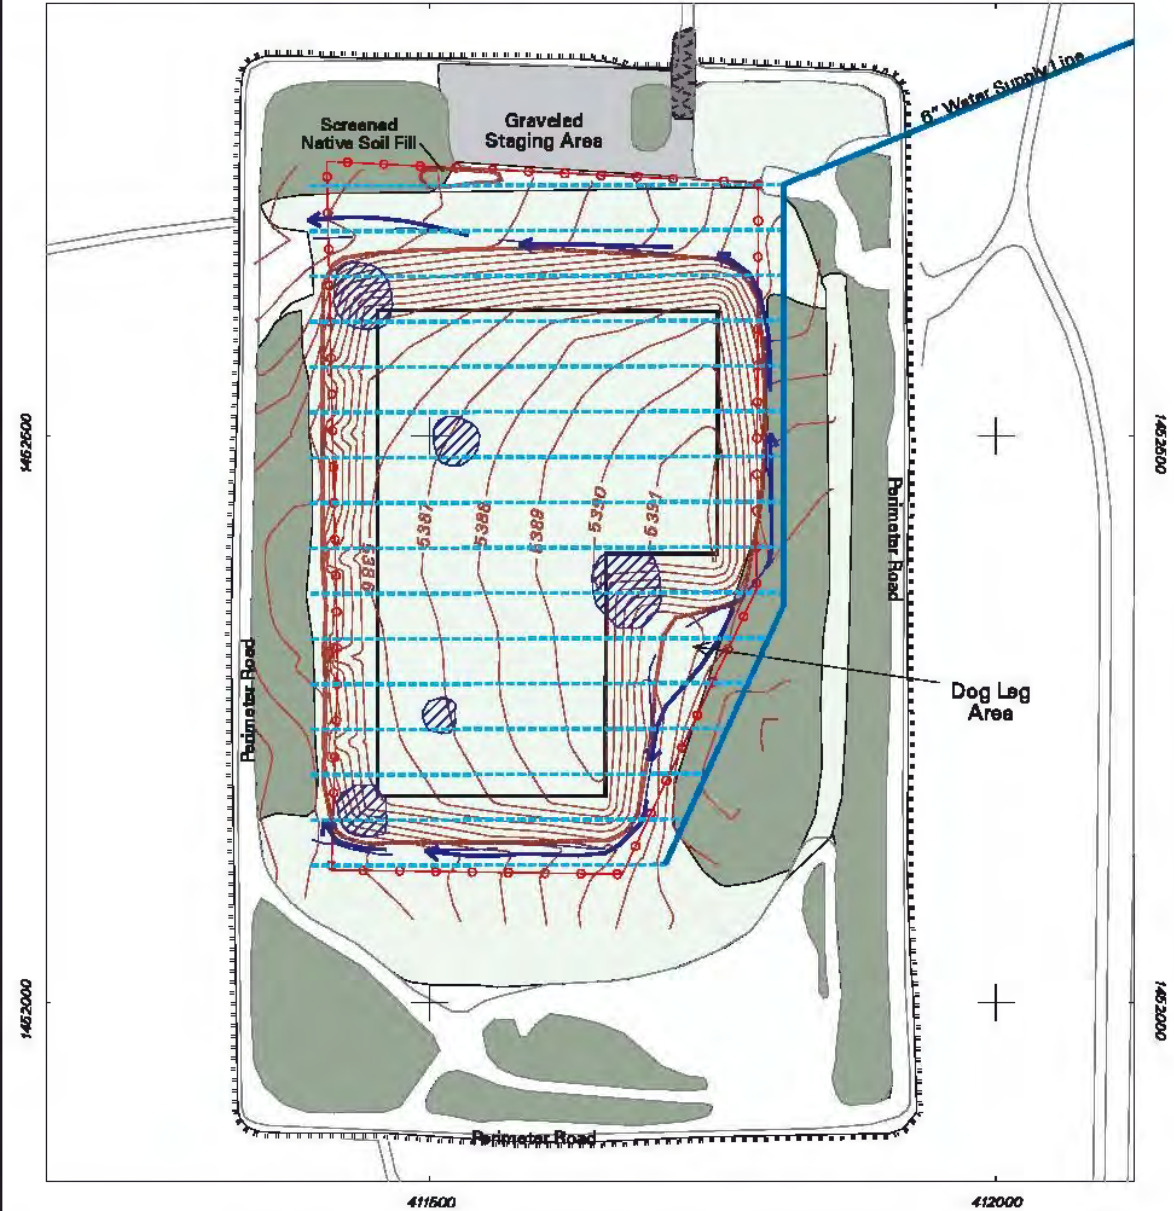 6" Water Supply Line
Screened
Native Soil Fill
Graveled
Staging Area
1452500
1452500
5386
5387
5388
5389
5390
5391
Perimeter Road
Perimeter Road
Dog Leg
Area
1452000
1452000
Perimeter Road
411500
412000